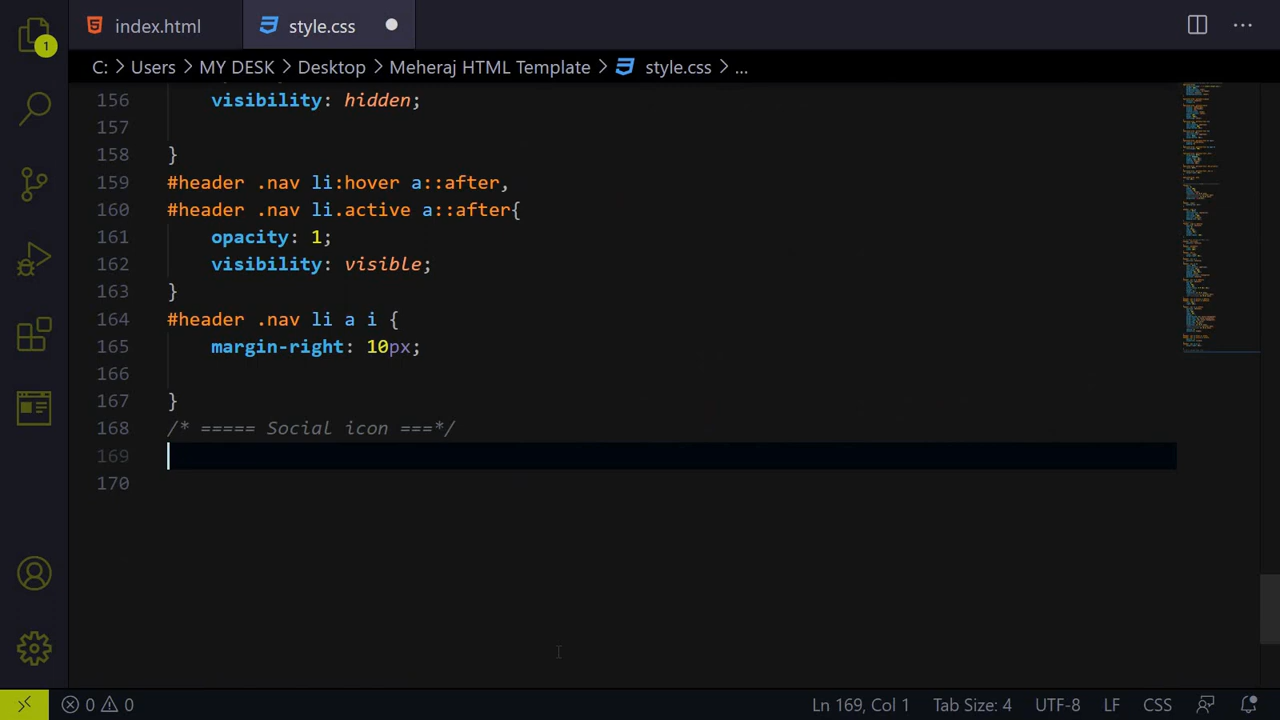 index.html
style.css
C: > Users > MY DESK > Desktop > Meheraj HTML Template > style.css > ...
1
156 visibility: hidden;
157
158 }
159 #header .nav li:hover a::after,
160 #header .nav li.active a::after{
161 opacity: 1;
162 visibility: visible;
163 }
164 #header .nav li a i {
165 margin-right: 10px;
166
167 }
168 /* ===== Social icon ===*/
169
170
0 0 Ln 169, Col 1 Tab Size: 4 UTF-8 LF CSS